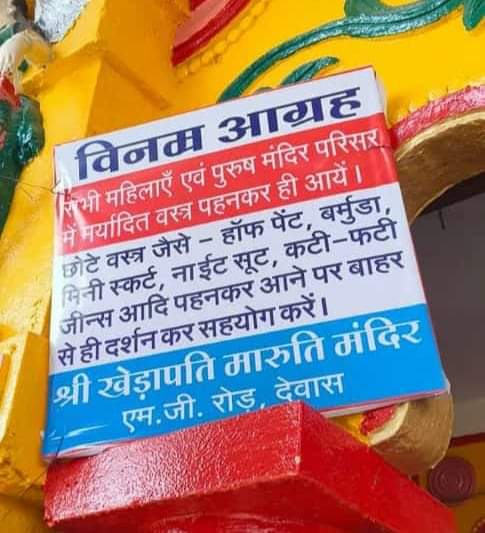 विनम्र आग्रह
सभी महिलाएँ एवं पुरुष मंदिर परिसर
में मर्यादित वस्त्र पहनकर ही आयें।
छोटे वस्त्र जैसे – हॉफ पेंट, बर्मुडा,
मिनी स्कर्ट, नाईट सूट, कटी-फटी
जीन्स आदि पहनकर आने पर बाहर
से ही दर्शन कर सहयोग करें।
श्री खेड़ापति मारुति मंदिर
एम.जी. रोड, देवास